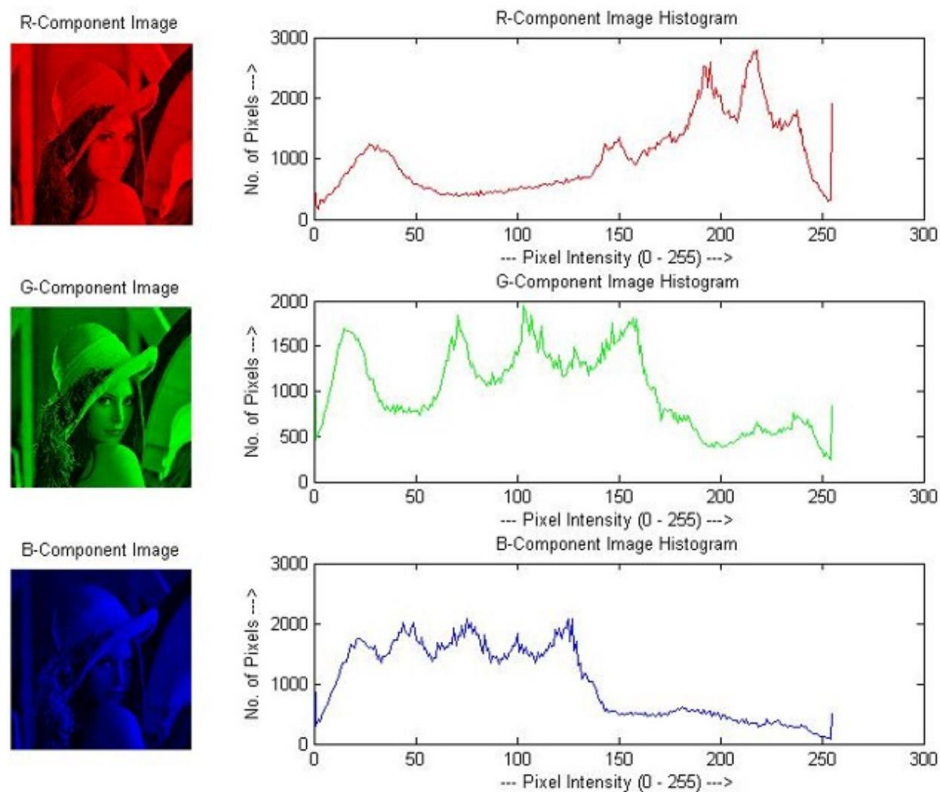 R-Component Image
R-Component Image Histogram
3000
2000
1000
0
No. of Pixels --->
0 50 100 150 200 250 300
--- Pixel Intensity (0 - 255) --->
G-Component Image
G-Component Image Histogram
2000
1500
1000
500
0
No. of Pixels --->
0 50 100 150 200 250 300
--- Pixel Intensity (0 - 255) --->
B-Component Image
B-Component Image Histogram
3000
2000
1000
0
No. of Pixels --->
0 50 100 150 200 250 300
--- Pixel Intensity (0 - 255) --->